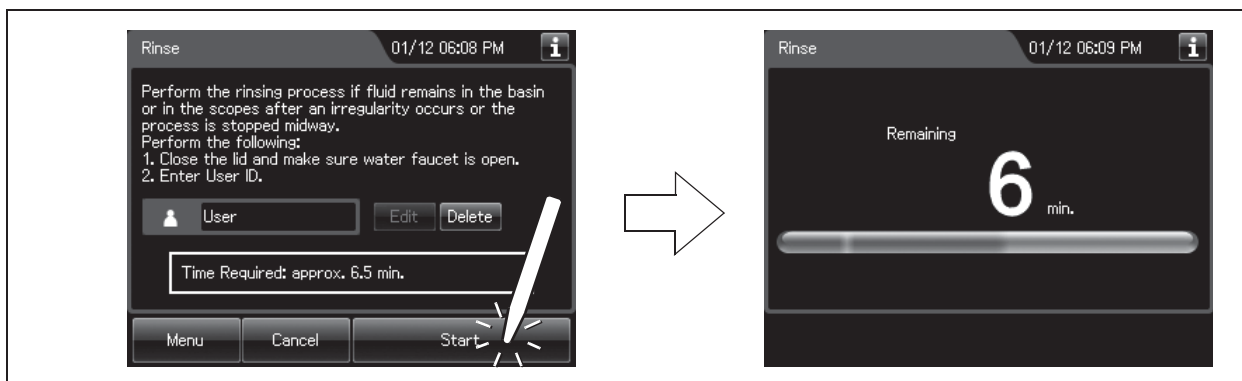 Rinse 01/12 06:08 PM i
Perform the rinsing process if fluid remains in the basin
or in the scopes after an irregularity occurs or the
process is stopped midway.
Perform the following:
1. Close the lid and make sure water faucet is open.
2. Enter User ID.
User Edit Delete
Time Required: approx. 6.5 min.
Menu Cancel Start
Rinse 01/12 06:09 PM i
Remaining
6 min.